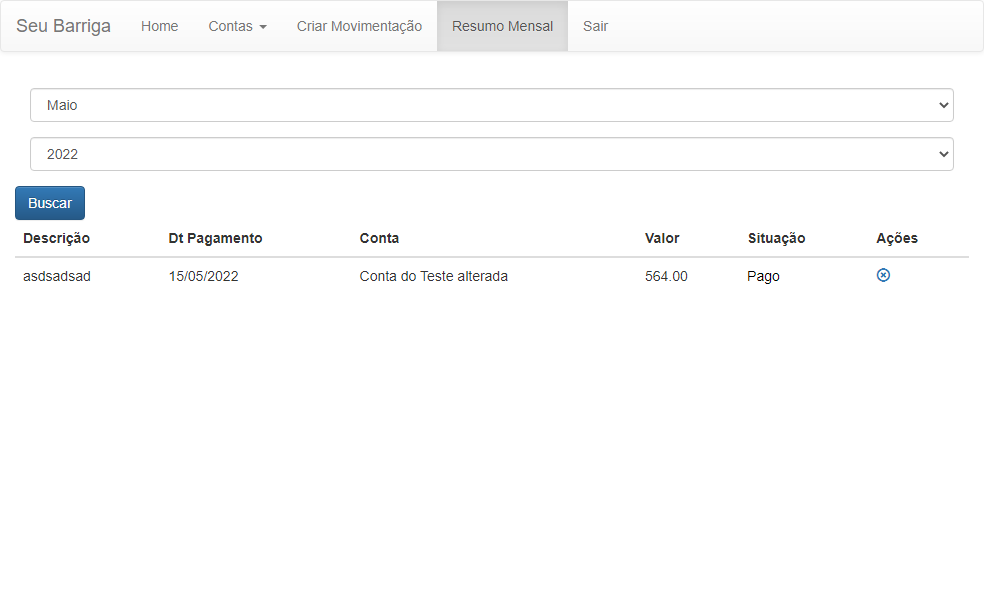 Seu Barriga Home Contas Criar Movimentação Resumo Mensal Sair
Maio
2022
Buscar
Descrição Dt Pagamento Conta Valor Situação Ações
asdsadsad 15/05/2022 Conta do Teste alterada 564.00 Pago